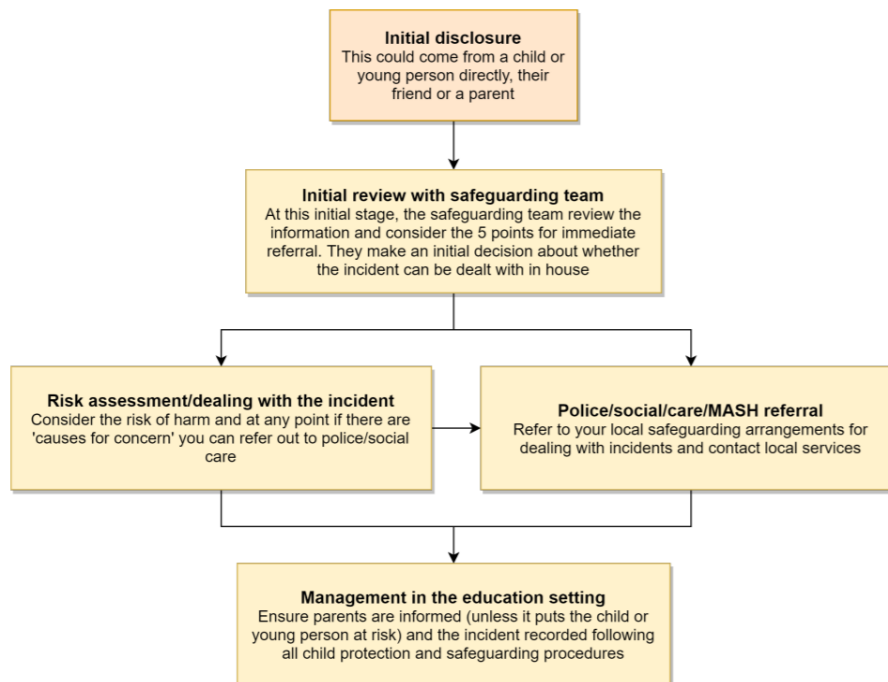 Initial disclosure
This could come from a child or
young person directly, their
friend or a parent
Initial review with safeguarding team
At this initial stage, the safeguarding team review the
information and consider the 5 points for immediate
referral. They make an initial decision about whether
the incident can be dealt with in house
Risk assessment/dealing with the incident
Consider the risk of harm and at any point if there are
'causes for concern' you can refer out to police/social
care
Police/social/care/MASH referral
Refer to your local safeguarding arrangements for
dealing with incidents and contact local services
Management in the education setting
Ensure parents are informed (unless it puts the child or
young person at risk) and the incident recorded following
all child protection and safeguarding procedures